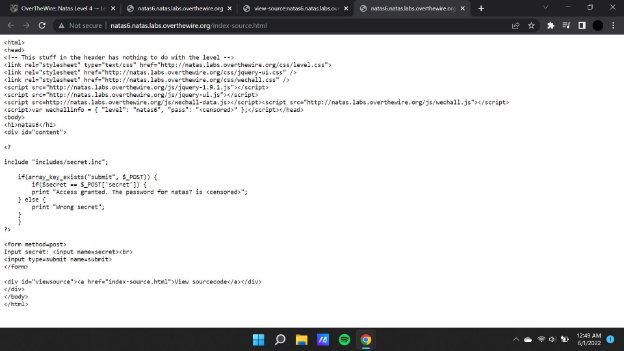 OverTheWire: Natas Level 4 → Le
natas6.natas.labs.overthewire.org
view-source:natas6.natas.labs.ov
natas6.natas.labs.overthewire.org
Not secure | natas6.natas.labs.overthewire.org/index-source.html
<html>
<head>
<!-- This stuff in the header has nothing to do with the level -->
<link rel="stylesheet" type="text/css" href="http://natas.labs.overthewire.org/css/level.css">
<link rel="stylesheet" href="http://natas.labs.overthewire.org/css/jquery-ui.css" />
<link rel="stylesheet" href="http://natas.labs.overthewire.org/css/wechall.css" />
<script src="http://natas.labs.overthewire.org/js/jquery-1.9.1.js"></script>
<script src="http://natas.labs.overthewire.org/js/jquery-ui.js"></script>
<script src=http://natas.labs.overthewire.org/js/wechall-data.js></script><script src="http://natas.labs.overthewire.org/js/wechall.js"></script>
<script>var wechallinfo = { "level": "natas6", "pass": "<censored>" };</script></head>
<body>
<h1>natas6</h1>
<div id="content">
<?
include "includes/secret.inc";
if(array_key_exists("submit", $_POST)) {
if($secret == $_POST['secret']) {
print "Access granted. The password for natas7 is <censored>";
} else {
print "Wrong secret";
}
}
?>
<form method=post>
Input secret: <input name=secret><br>
<input type=submit name=submit>
</form>
<div id="viewsource"><a href="index-source.html">View sourcecode</a></div>
</div>
</body>
</html>
12:49 AM
6/1/2022